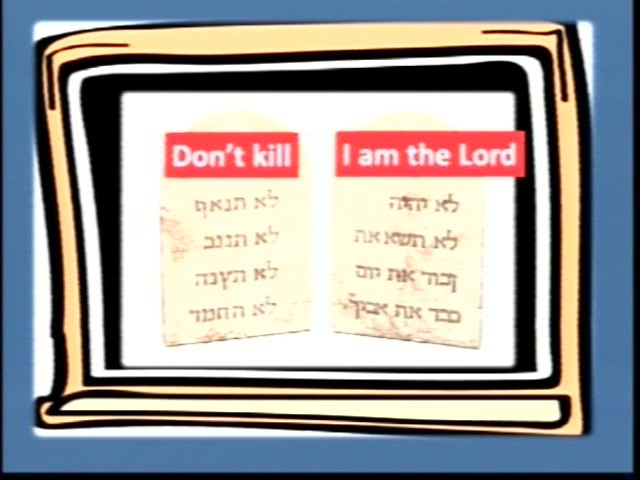 I am the Lord
לא יהיה
לא תשא את
זכור את יום
כבד את אביך
Don't kill
לא תנאף
לא תגנב
לא תענה
לא תחמד